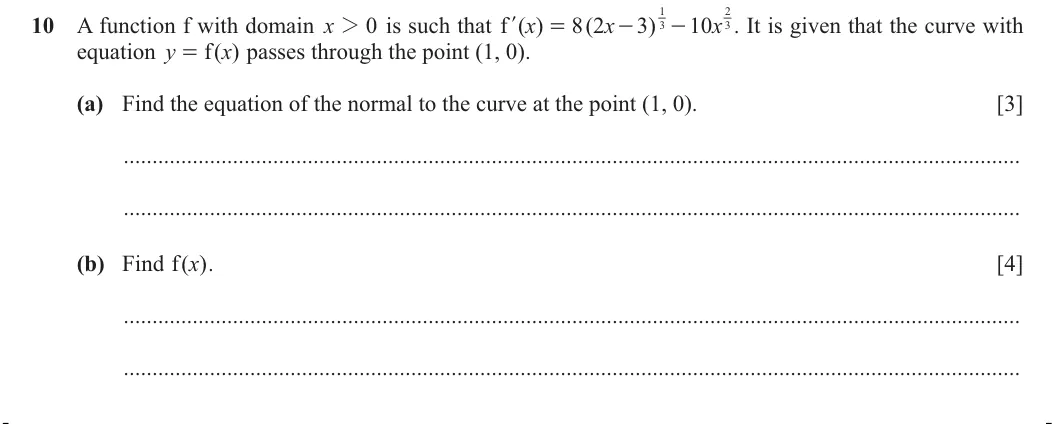 10 A function f with domain x > 0 is such that f′(x) = 8(2x − 3)^{1/3} − 10x^{2/3}. It is given that the curve with
equation y = f(x) passes through the point (1, 0).
(a) Find the equation of the normal to the curve at the point (1, 0). [3]
(b) Find f(x). [4]